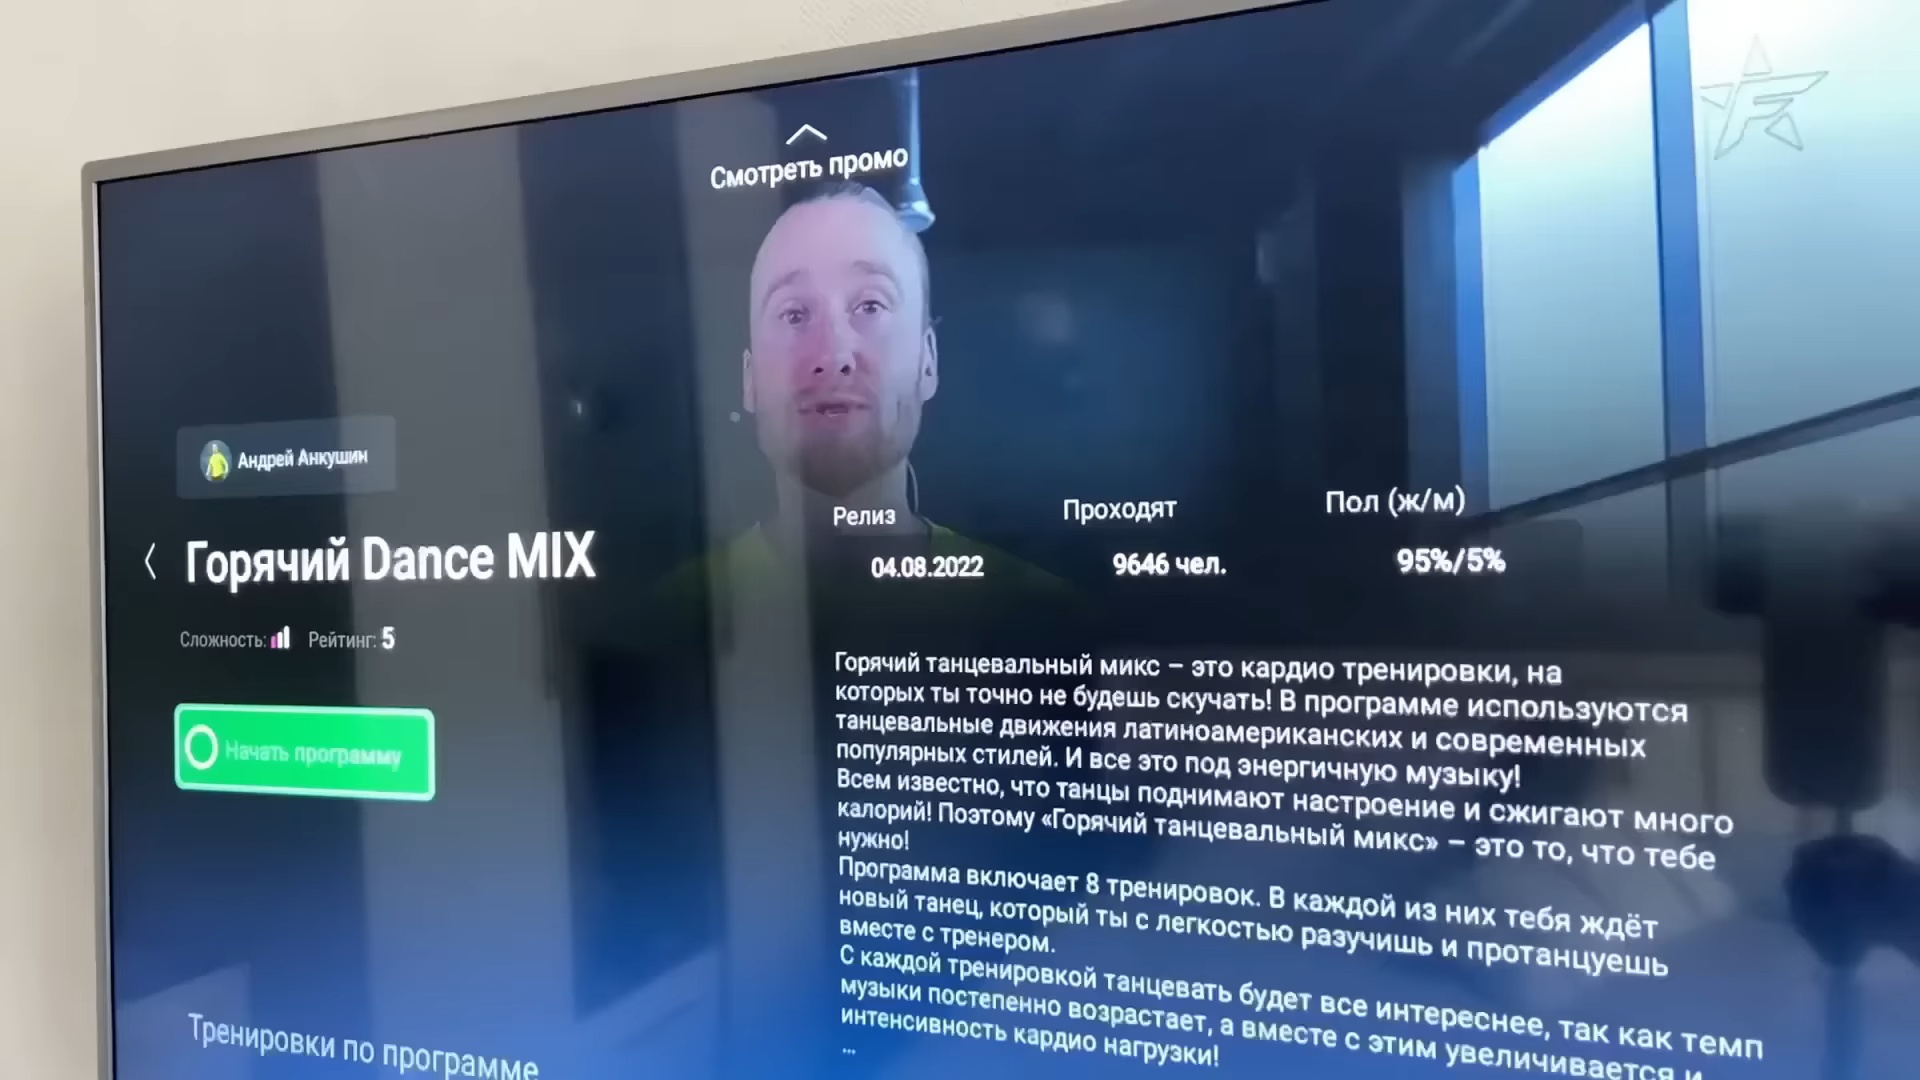 Смотреть промо
Андрей Анкушин
Горячий Dance MIX
Сложность: Рейтинг: 5
Начать программу
Релиз
04.08.2022
Проходят
9646 чел.
Пол (ж/м)
95%/5%
Горячий танцевальный микс – это кардио тренировки, на
которых ты точно не будешь скучать! В программе используются
танцевальные движения латиноамериканских и современных
популярных стилей. И все это под энергичную музыку!
Всем известно, что танцы поднимают настроение и сжигают много
калорий! Поэтому «Горячий танцевальный микс» – это то, что тебе
нужно!
Программа включает 8 тренировок. В каждой из них тебя ждёт
новый танец, который ты с легкостью разучишь и протанцуешь
вместе с тренером.
С каждой тренировкой танцевать будет все интереснее, так как темп
музыки постепенно возрастает, а вместе с этим увеличивается и
интенсивность кардио нагрузки!
...
Тренировки по программе